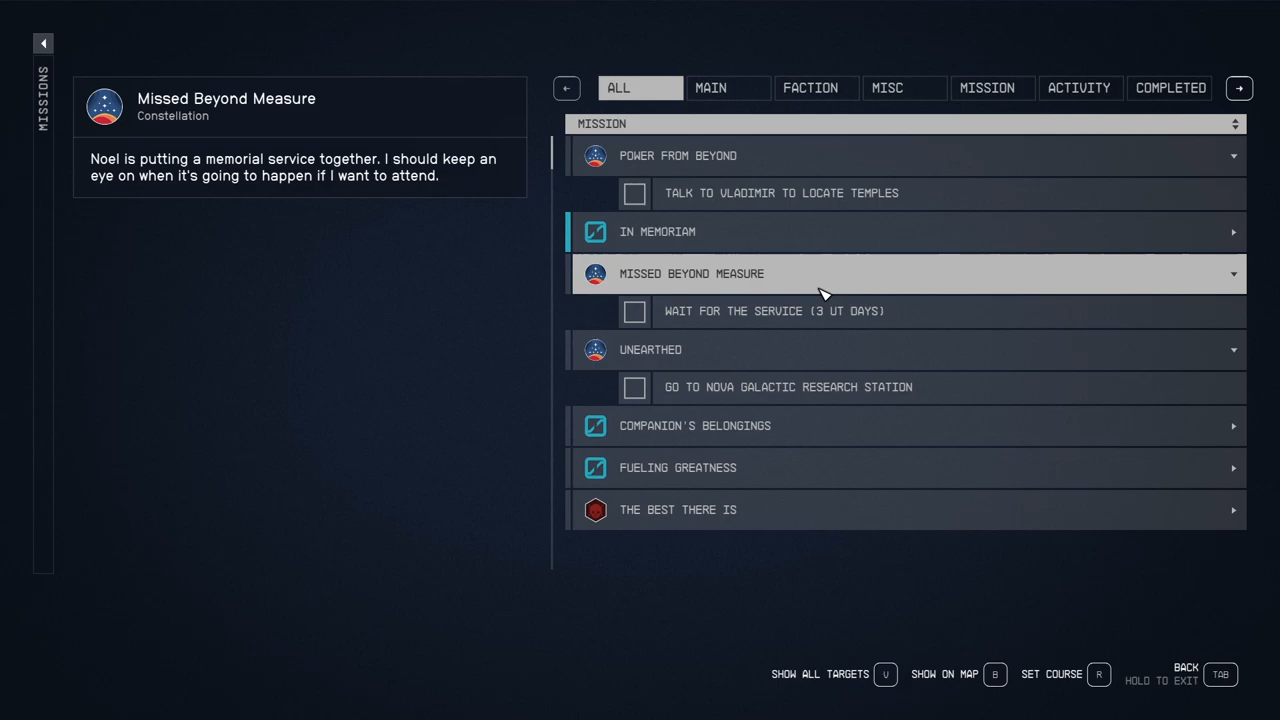 MISSIONS
Missed Beyond Measure
Constellation
Noel is putting a memorial service together. I should keep an
eye on when it's going to happen if I want to attend.
ALL
MAIN
FACTION
MISC
MISSION
ACTIVITY
COMPLETED
MISSION
POWER FROM BEYOND
TALK TO VLADIMIR TO LOCATE TEMPLES
IN MEMORIAM
MISSED BEYOND MEASURE
WAIT FOR THE SERVICE (3 UT DAYS)
UNEARTHED
GO TO NOVA GALACTIC RESEARCH STATION
COMPANION'S BELONGINGS
FUELING GREATNESS
THE BEST THERE IS
SHOW ALL TARGETS V
SHOW ON MAP B
SET COURSE R
BACK
HOLD TO EXIT
TAB